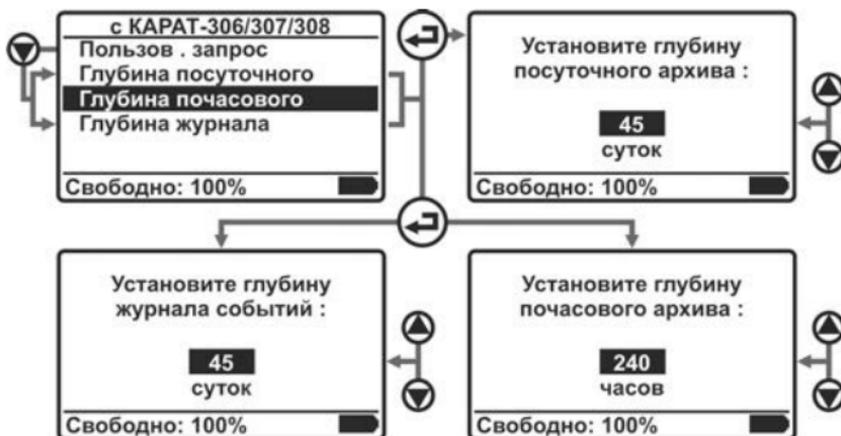 с КАРАТ-306/307/308
Пользов . запрос
Глубина посуточного
Глубина почасового
Глубина журнала
Свободно: 100%
Установите глубину
посуточного архива :
45
суток
Свободно: 100%
Установите глубину
журнала событий :
45
суток
Свободно: 100%
Установите глубину
почасового архива :
240
часов
Свободно: 100%